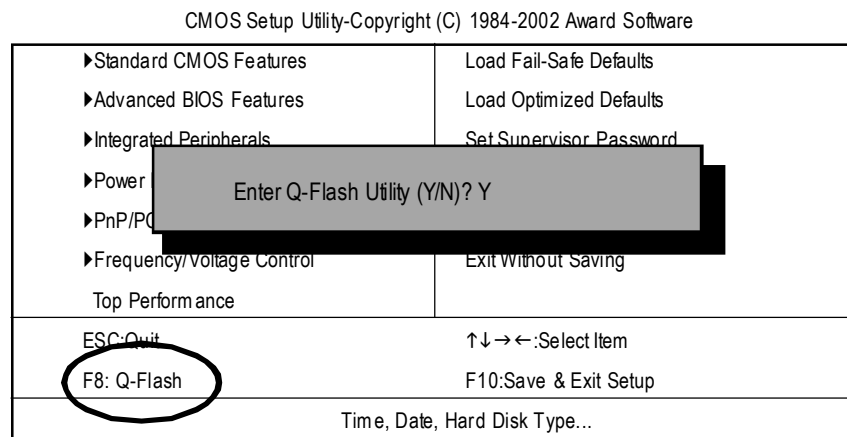 CMOS Setup Utility-Copyright (C) 1984-2002 Award Software
▶Standard CMOS Features
▶Advanced BIOS Features
▶Integrated Peripherals
▶Power
▶PnP/PC
▶Frequency/Voltage Control
Top Performance
Load Fail-Safe Defaults
Load Optimized Defaults
Set Supervisor Password
Exit Without Saving
Enter Q-Flash Utility (Y/N)? Y
ESC:Quit
↑↓→←:Select Item
F8: Q-Flash
F10:Save & Exit Setup
Time, Date, Hard Disk Type...